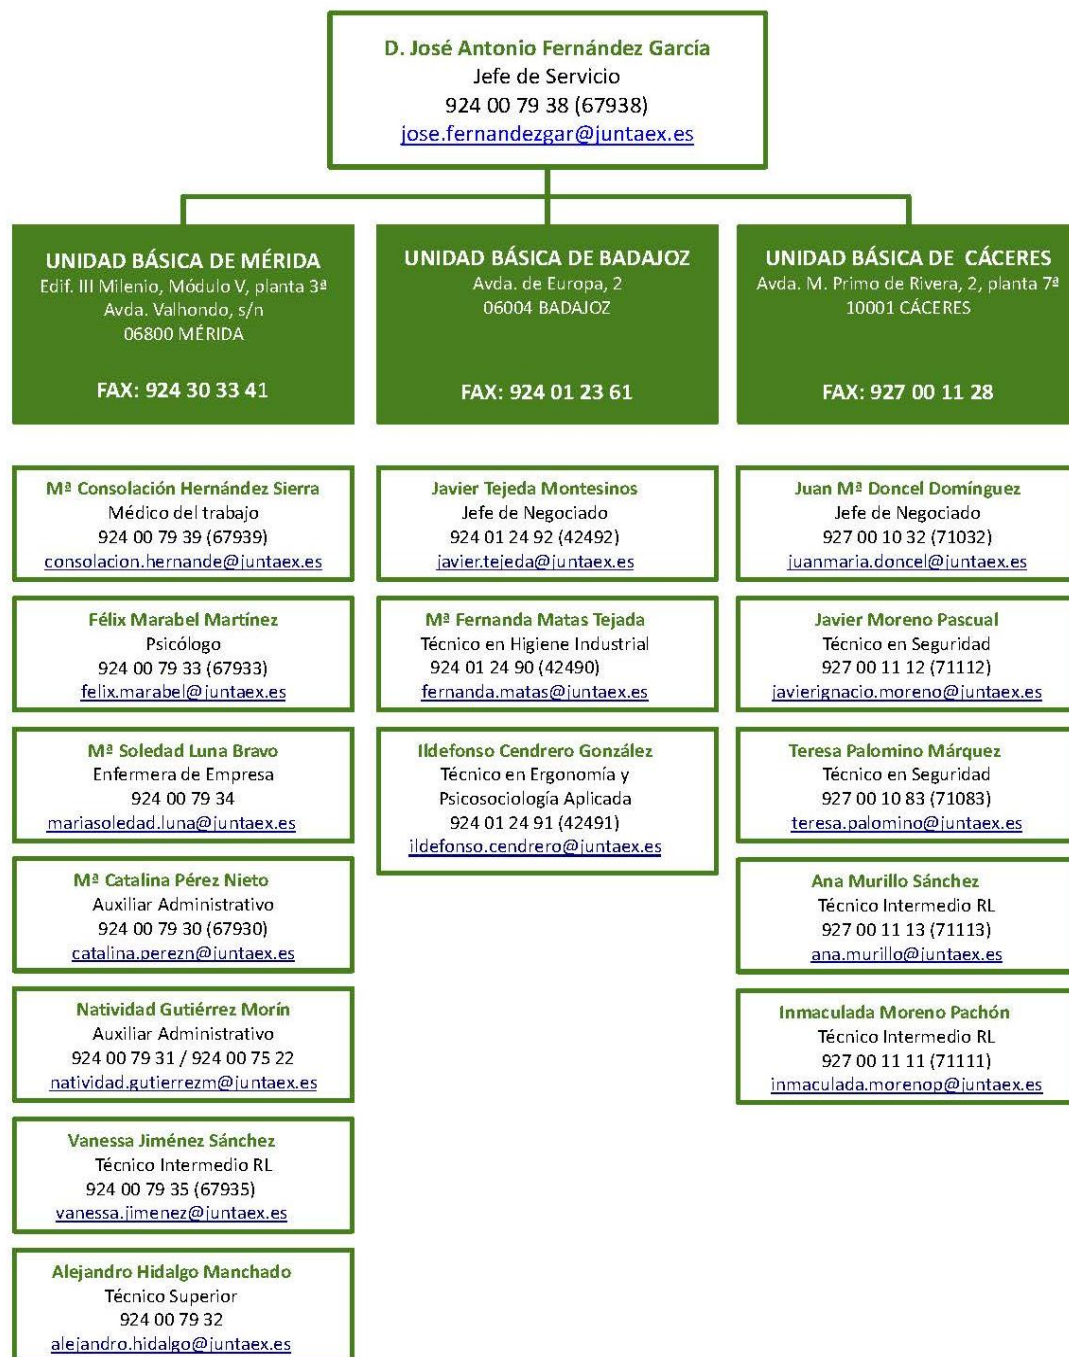 D. José Antonio Fernández García
Jefe de Servicio
924 00 79 38 (67938)
jose.fernandezgar@juntaex.es
UNIDAD BÁSICA DE MÉRIDA
Edif. III Milenio, Módulo V, planta 3ª
Avda. Valhondo, s/n
06800 MÉRIDA
FAX: 924 30 33 41
Mª Consolación Hernández Sierra
Médico del trabajo
924 00 79 39 (67939)
consolacion.hernande@juntaex.es
Félix Marabel Martínez
Psicólogo
924 00 79 33 (67933)
felix.marabel@juntaex.es
Mª Soledad Luna Bravo
Enfermera de Empresa
924 00 79 34
mariasoledad.luna@juntaex.es
Mª Catalina Pérez Nieto
Auxiliar Administrativo
924 00 79 30 (67930)
catalina.perezn@juntaex.es
Natividad Gutiérrez Morín
Auxiliar Administrativo
924 00 79 31 / 924 00 75 22
natividad.gutierrezm@juntaex.es
Vanessa Jiménez Sánchez
Técnico Intermedio RL
924 00 79 35 (67935)
vanessa.jimenez@juntaex.es
Alejandro Hidalgo Manchado
Técnico Superior
924 00 79 32
alejandro.hidalgo@juntaex.es
UNIDAD BÁSICA DE BADAJOZ
Avda. de Europa, 2
06004 BADAJOZ
FAX: 924 01 23 61
Javier Tejeda Montesinos
Jefe de Negociado
924 01 24 92 (42492)
javier.tejeda@juntaex.es
Mª Fernanda Matas Tejada
Técnico en Higiene Industrial
924 01 24 90 (42490)
fernanda.matas@juntaex.es
Ildefonso Cendrero González
Técnico en Ergonomía y
Psicosociología Aplicada
924 01 24 91 (42491)
ildefonso.cendrero@juntaex.es
UNIDAD BÁSICA DE CÁCERES
Avda. M. Primo de Rivera, 2, planta 7ª
10001 CÁCERES
FAX: 927 00 11 28
Juan Mª Doncel Domínguez
Jefe de Negociado
927 00 10 32 (71032)
juanmaria.doncel@juntaex.es
Javier Moreno Pascual
Técnico en Seguridad
927 00 11 12 (71112)
javierignacio.moreno@juntaex.es
Teresa Palomino Márquez
Técnico en Seguridad
927 00 10 83 (71083)
teresa.palomino@juntaex.es
Ana Murillo Sánchez
Técnico Intermedio RL
927 00 11 13 (71113)
ana.murillo@juntaex.es
Inmaculada Moreno Pachón
Técnico Intermedio RL
927 00 11 11 (71111)
inmaculada.morenop@juntaex.es